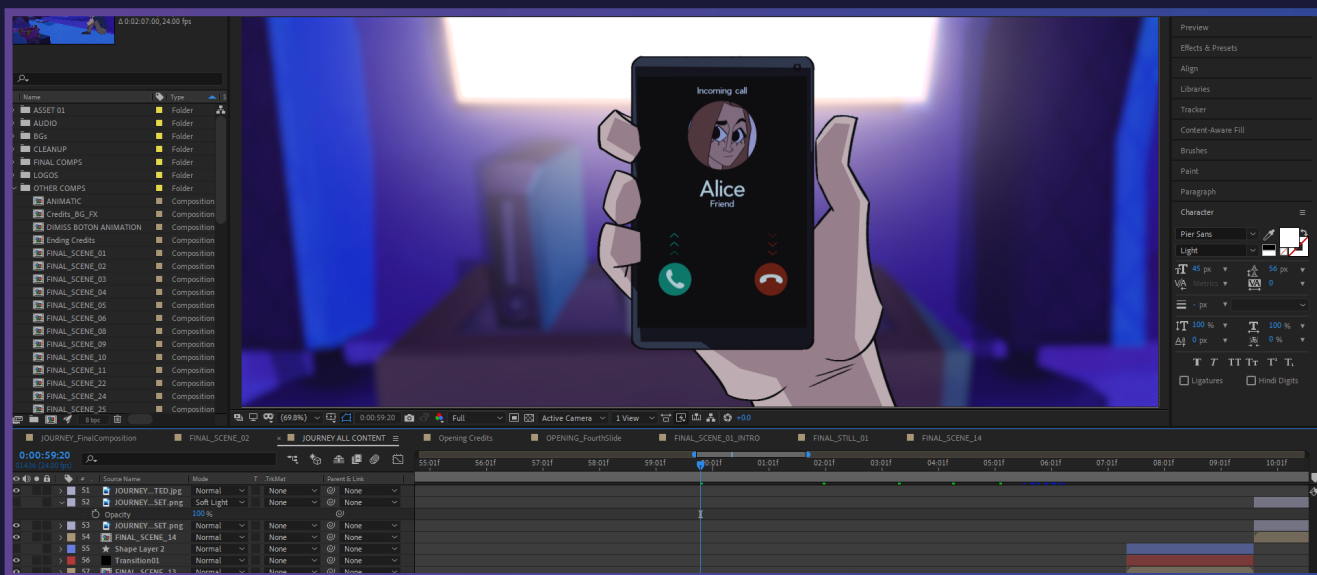 Δ 0:02:07:00, 24.00 fps
Name
Type
ASSET 01 Folder
AUDIO Folder
BGs Folder
CLEANUP Folder
FINAL COMPS Folder
LOGOS Folder
OTHER COMPS Folder
ANIMATIC Composition
Credits_BG_FX Composition
DIMISS BOTON ANIMATION Composition
Ending Credits Composition
FINAL_SCENE_01 Composition
FINAL_SCENE_02 Composition
FINAL_SCENE_03 Composition
FINAL_SCENE_04 Composition
FINAL_SCENE_05 Composition
FINAL_SCENE_06 Composition
FINAL_SCENE_08 Composition
FINAL_SCENE_09 Composition
FINAL_SCENE_10 Composition
FINAL_SCENE_11 Composition
FINAL_SCENE_22 Composition
FINAL_SCENE_24 Composition
FINAL_SCENE_25 Composition
8 bpc
Incoming call
Alice
Friend
(69.8%) 0:00:59:20 Full Active Camera 1 View +0.0
Preview
Effects & Presets
Align
Libraries
Tracker
Content-Aware Fill
Brushes
Paint
Paragraph
Character
Pier Sans
Light
45 px 56 px
Metrics 0
- px
100 % 100 %
0 px 0 %
T T TT Tr T¹ T₁
Ligatures Hindi Digits
JOURNEY_FinalComposition FINAL_SCENE_02 × JOURNEY ALL CONTENT Opening Credits OPENING_FourthSlide FINAL_SCENE_01_INTRO FINAL_STILL_01 FINAL_SCENE_14
0:00:59:20
01436 (24.00 fps)
55:01f 56:01f 57:01f 58:01f 59:01f 00:01f 01:01f 02:01f 03:01f 04:01f 05:01f 06:01f 07:01f 08:01f 09:01f 10:01f
# Source Name Mode T .TrkMat Parent & Link
51 JOURNEY...TED.jpg Normal None None
52 JOURNEY...SET.png Soft Light None None
Opacity 100 %
53 JOURNEY...SET.png Normal None None
54 FINAL_SCENE_14 Normal None None
55 Shape Layer 2 Normal None None
56 Transition01 Normal None None
57 FINAL_SCENE_13 Normal None None